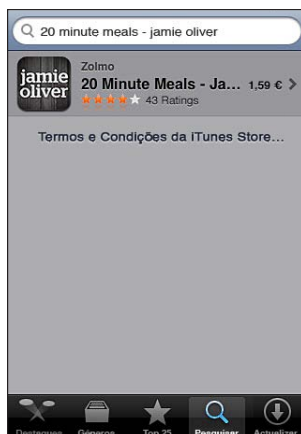 20 minute meals - jamie oliver
jamie
oliver
Zolmo
20 Minute Meals - Ja... 1,59 €
43 Ratings
Termos e Condições da iTunes Store...
Destaques Géneros Top 25 Pesquisar Actualizar